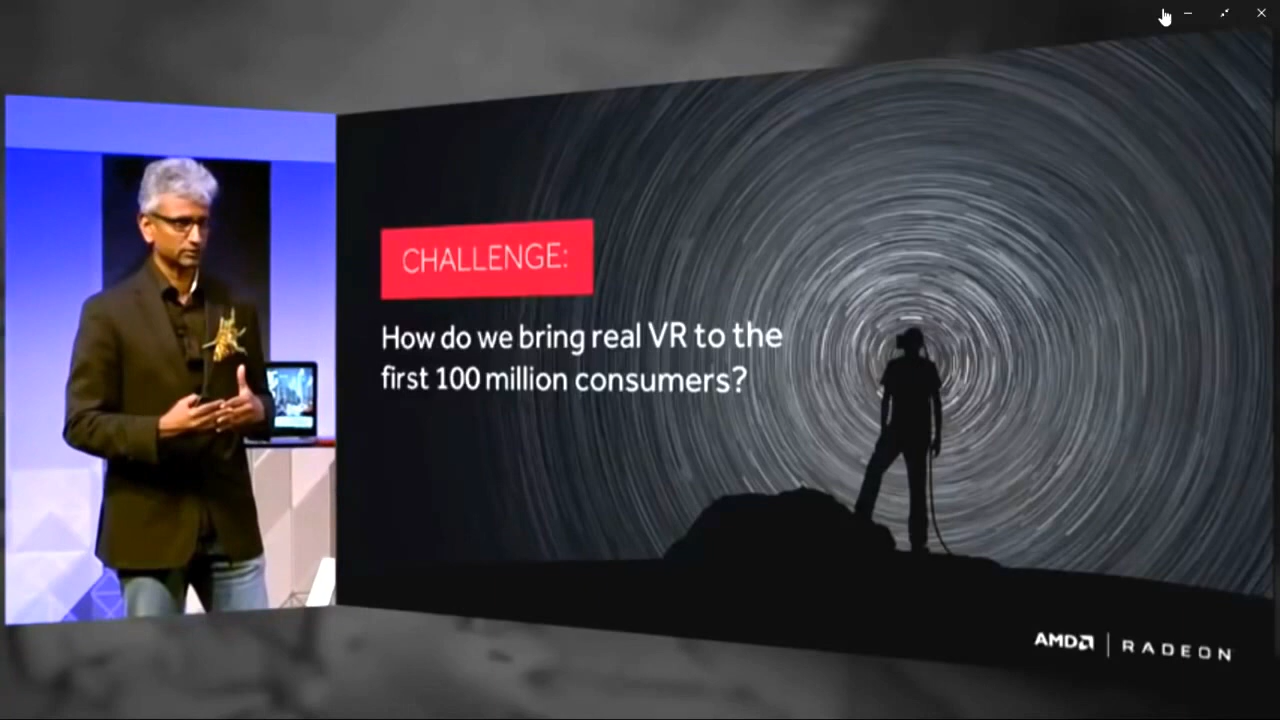 CHALLENGE:
How do we bring real VR to the
first 100 million consumers?
AMD | RADEON